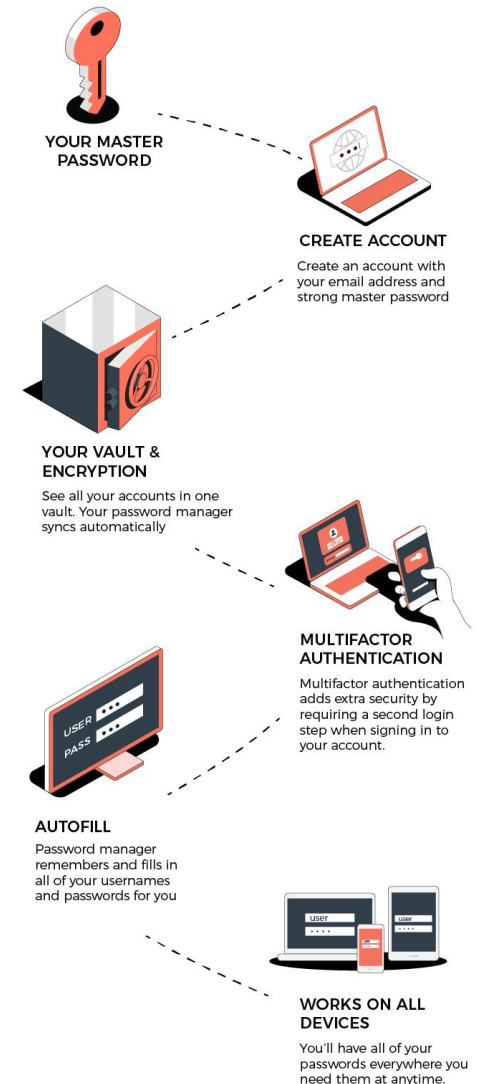 YOUR MASTER
PASSWORD
CREATE ACCOUNT
Create an account with
your email address and
strong master password
YOUR VAULT &
ENCRYPTION
See all your accounts in one
vault. Your password manager
syncs automatically
MULTIFACTOR
AUTHENTICATION
Multifactor authentication
adds extra security by
requiring a second login
step when signing in to
your account.
USER
PASS
AUTOFILL
Password manager
remembers and fills in
all of your usernames
and passwords for you
user
user
user
WORKS ON ALL
DEVICES
You'll have all of your
passwords everywhere you
need them at anytime.